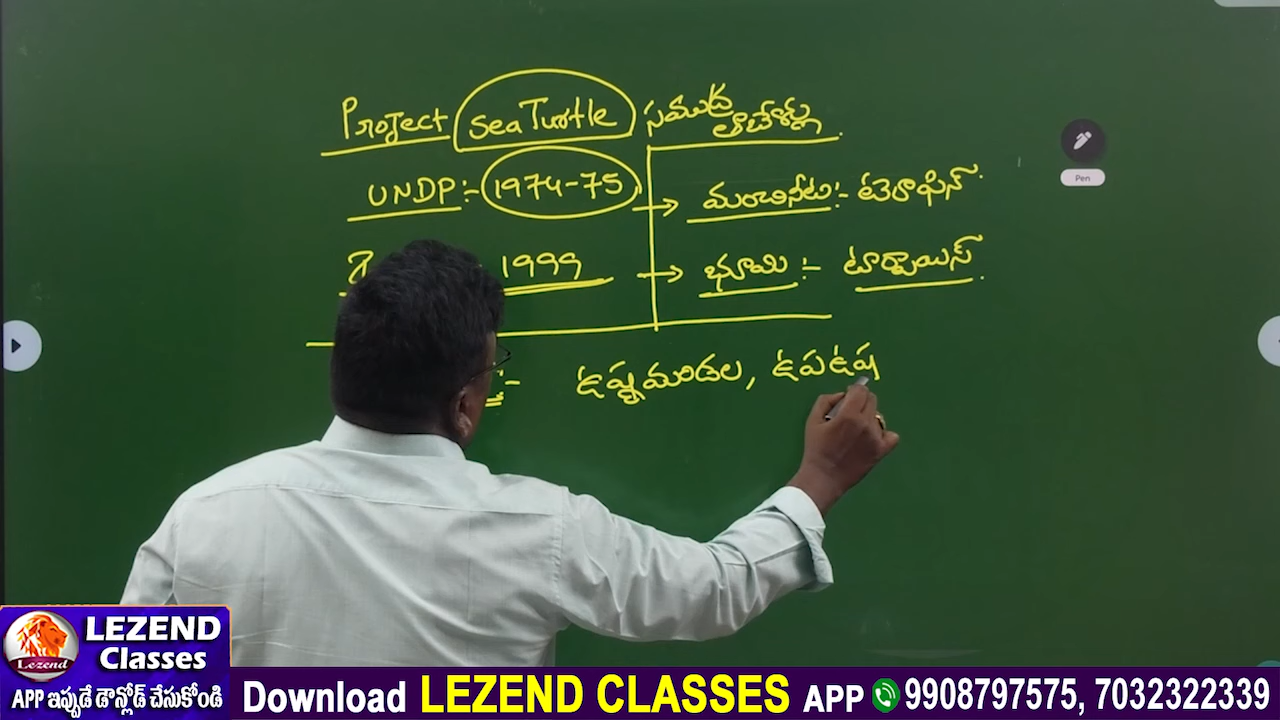 Project Sea Turtle సముద్ర తాబేళ్లు
UNDP:- 1974-75 → మంచినీటు:- టెరాఫిన్
1999 → భూమి :- టార్టాయిస్
:- ఉష్ణమండల, ఉపఉష
Pen
LEZEND
Classes
Lezend
APP ఇప్పుడే డౌన్లోడ్ చేసుకోండి
Download LEZEND CLASSES APP 9908797575, 7032322339